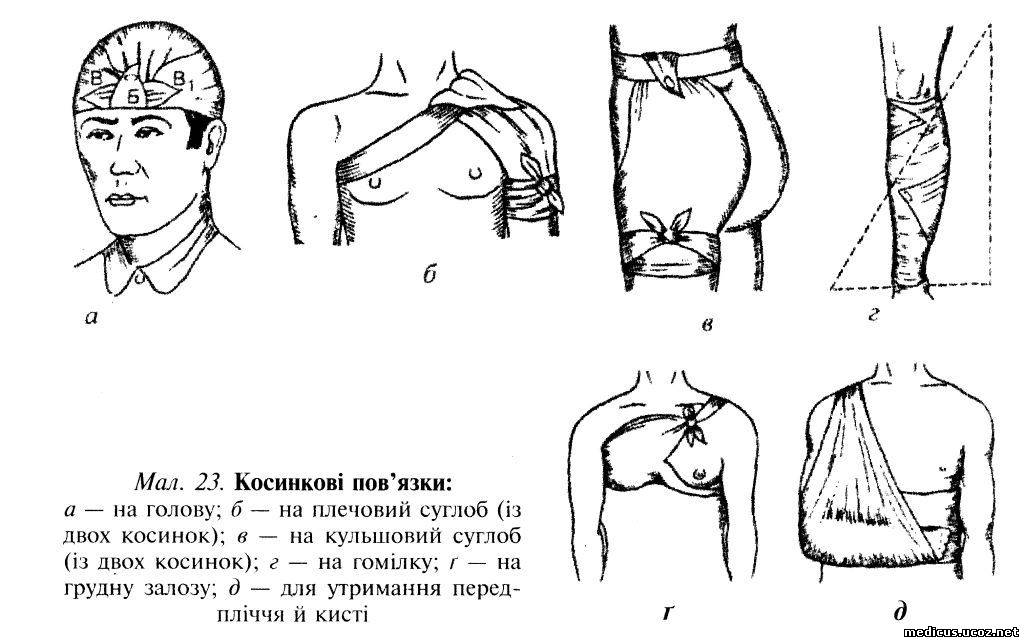 В Б В1
а
б
в
г
ґ
д
Мал. 23. Косинкові пов’язки:
а — на голову; б — на плечовий суглоб (із
двох косинок); в — на кульшовий суглоб
(із двох косинок); г — на гомілку; ґ — на
грудну залозу; д — для утримання перед-
пліччя й кисті
medicus.ucoz.net